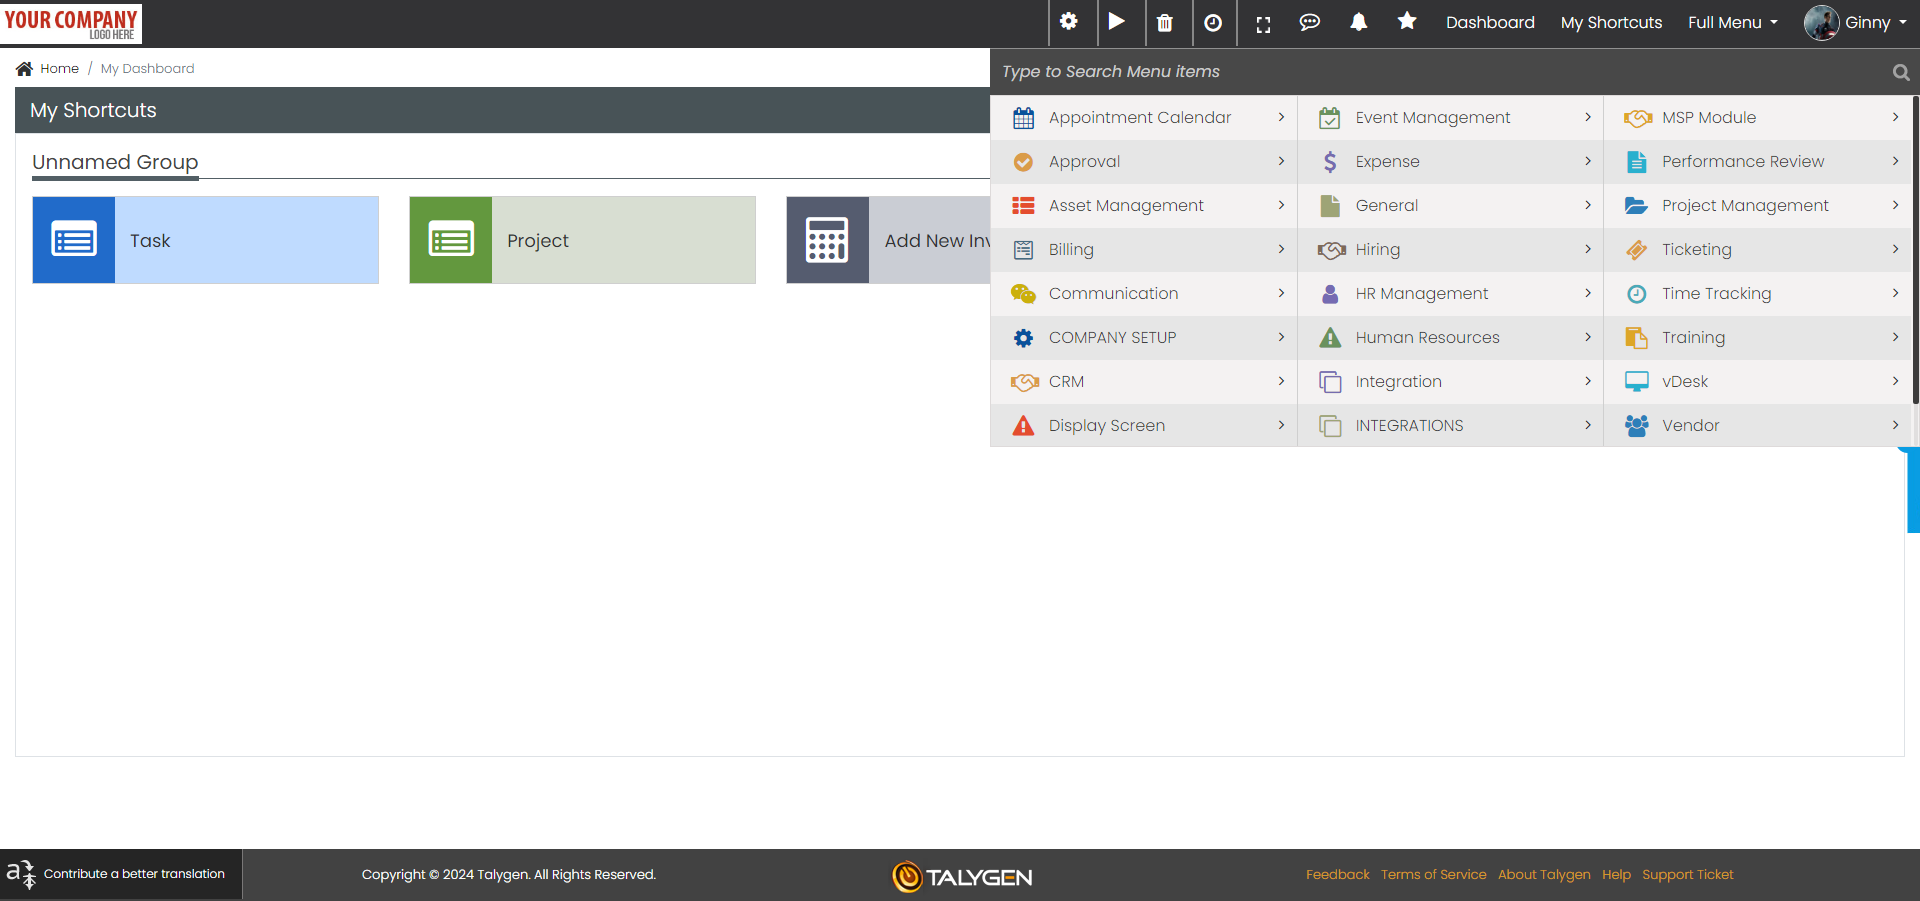 YOUR COMPANY
LOGO HERE
Dashboard
My Shortcuts
Full Menu
Ginny
Home / My Dashboard
Type to Search Menu items
My Shortcuts
Unnamed Group
Task
Project
Add New Inv
Appointment Calendar
Approval
Asset Management
Billing
Communication
COMPANY SETUP
CRM
Display Screen
Event Management
Expense
General
Hiring
HR Management
Human Resources
Integration
INTEGRATIONS
MSP Module
Performance Review
Project Management
Ticketing
Time Tracking
Training
vDesk
Vendor
Contribute a better translation
Copyright © 2024 Talygen. All Rights Reserved.
TALYGEN
Feedback Terms of Service About Talygen Help Support Ticket